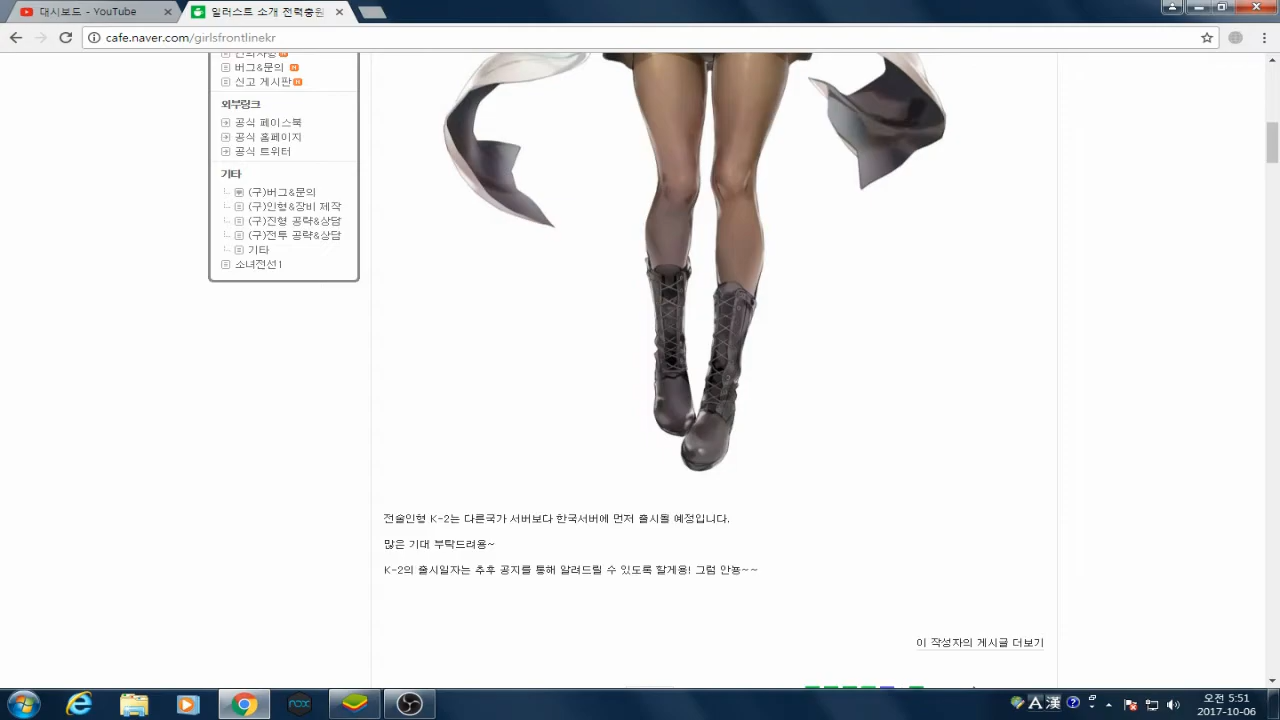 대시보드 - YouTube
일러스트 소개 전력충원
cafe.naver.com/girlsfrontlinekr
건의사항
버그&문의
신고 게시판
외부링크
공식 페이스북
공식 홈페이지
공식 트위터
기타
(구)버그&문의
(구)인형&장비 제작
(구)진형 공략&상담
(구)전투 공략&상담
기타
소녀전선1
전술인형 K-2는 다른국가 서버보다 한국서버에 먼저 출시될 예정입니다.
많은 기대 부탁드려용~
K-2의 출시일자는 추후 공지를 통해 알려드릴 수 있도록 할게용! 그럼 안뇽~~
이 작성자의 게시글 더보기
nox
A 漢
오전 5:51
2017-10-06